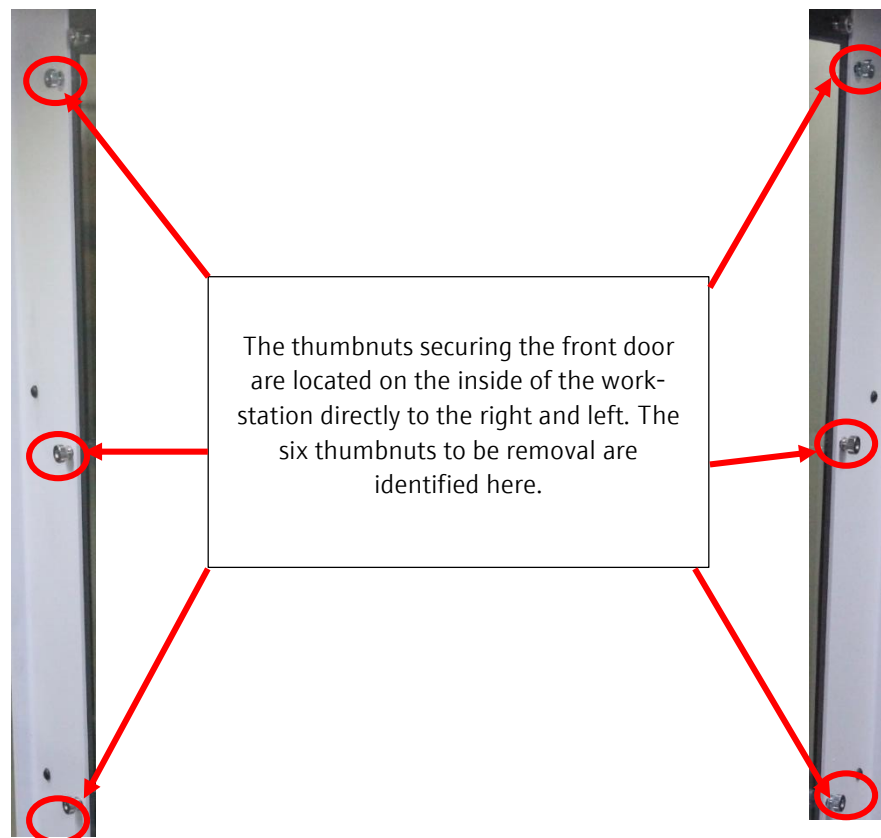 The thumbnuts securing the front door
are located on the inside of the work-
station directly to the right and left. The
six thumbnuts to be removal are
identified here.